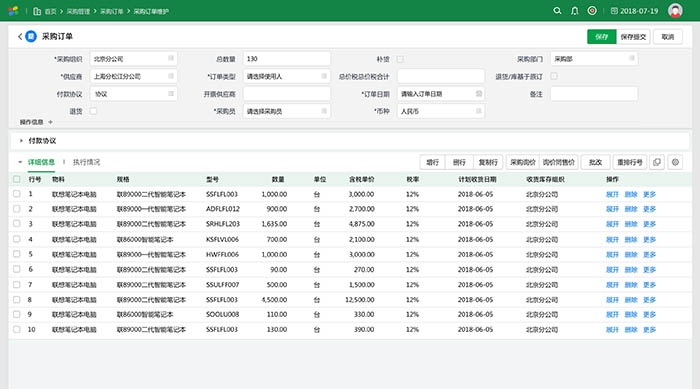 首页 > 采购管理 > 采购订单 > 采购订单维护 2018-07-19
采购订单 保存 保存提交 取消
*采购组织 北京分公司 总数量 130 补货 采购部门 采购部
*供应商 上海分松江分公司 *订单类型 请选择使用人 总价税总价税合计 退货/库基于原订
付款协议 协议 开票供应商 *订单日期 请输入订单日期 备注
退货 *采购员 请选择采购员 *币种 人民币
操作信息
付款协议
详细信息 执行情况 增行 删行 复制行 采购询价 询价同售价 批改 重排行号
行号 物料 规格 型号 数量 单位 含税单价 税率 计划收货日期 收货库存组织 操作
1 联想笔记本电脑 联89000二代智能笔记本 SSFLFL003 1,000.00 台 3,000.00 12% 2018-06-05 北京分公司 展开 删除 更多
2 联想笔记本电脑 联89000一代智能笔记本 ADFLFL012 900.00 台 2,700.00 12% 2018-06-05 北京分公司 展开 删除 更多
3 联想笔记本电脑 联89000二代智能笔记本 SRHLFL203 1,635.00 台 4,875.00 12% 2018-06-05 北京分公司 展开 删除 更多
4 联想笔记本电脑 联86000智能笔记本 KSFLVL006 700.00 台 2,100.00 12% 2018-06-05 北京分公司 展开 删除 更多
5 联想笔记本电脑 联89000一代智能笔记本 HWFFL006 1,000.00 台 3,000.00 12% 2018-06-05 北京分公司 展开 删除 更多
6 联想笔记本电脑 联89000二代智能笔记本 SSFLFL003 90.00 台 270.00 12% 2018-06-05 北京分公司 展开 删除 更多
7 联想笔记本电脑 联89000二代智能笔记本 SSULFF007 500.00 台 1,500.00 12% 2018-06-05 北京分公司 展开 删除 更多
8 联想笔记本电脑 联89000二代智能笔记本 SSFLFL003 4,500.00 台 12,500.00 12% 2018-06-05 北京分公司 展开 删除 更多
9 联想笔记本电脑 联86000智能笔记本 SOOLU008 110.00 台 330.00 12% 2018-06-05 北京分公司 展开 删除 更多
10 联想笔记本电脑 联89000二代智能笔记本 SSFLFL003 130.00 台 390.00 12% 2018-06-05 北京分公司 展开 删除 更多